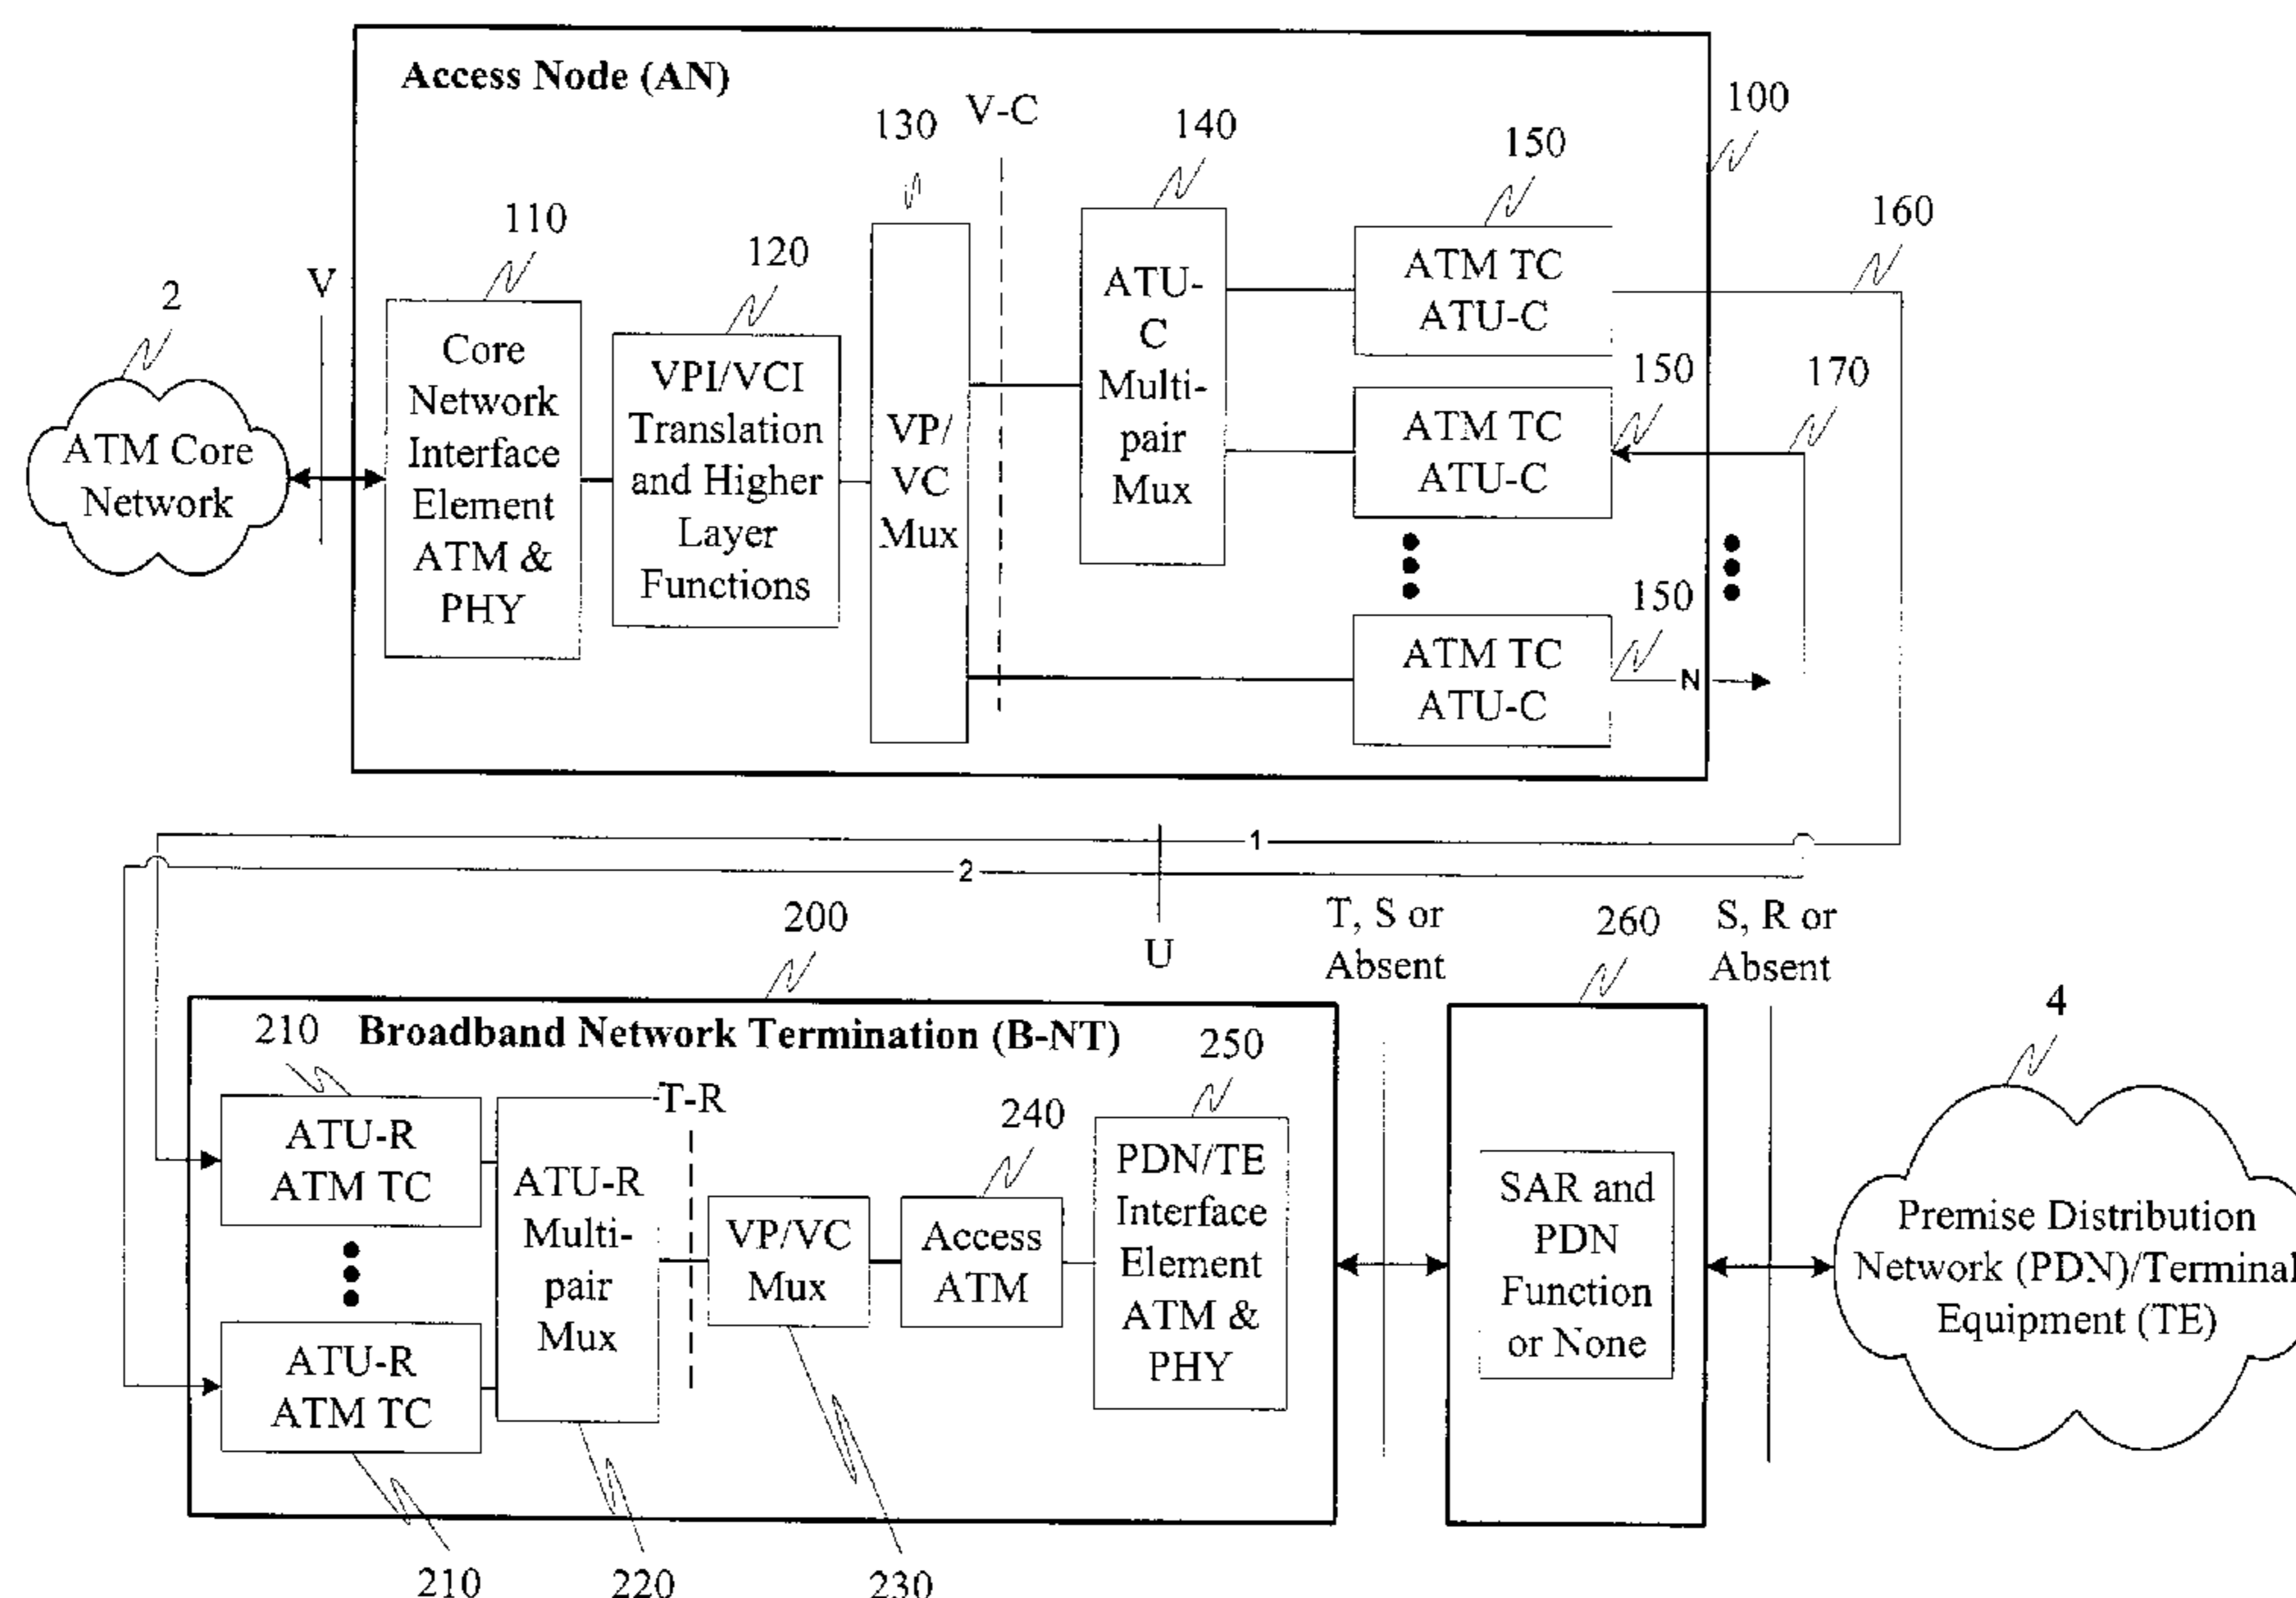 Access Node (AN)
100
V-C
130
140
150
160
110
120
2
V
Core
Network
Interface
Element
ATM &
PHY
VPI/VCI
Translation
and Higher
Layer
Functions
VP/
VC
Mux
ATU-
C
Multi-
pair
Mux
ATM TC
ATU-C
150
170
ATM TC
ATU-C
150
ATM TC
ATU-C
N
ATM Core
Network
1
2
U
200
T, S or
Absent
260
S, R or
Absent
4
210
Broadband Network Termination (B-NT)
250
T-R
240
ATU-R
ATM TC
ATU-R
Multi-
pair
Mux
VP/VC
Mux
Access
ATM
PDN/TE
Interface
Element
ATM &
PHY
SAR and
PDN
Function
or None
Premise Distribution
Network (PDN)/Terminal
Equipment (TE)
ATU-R
ATM TC
210
220
230